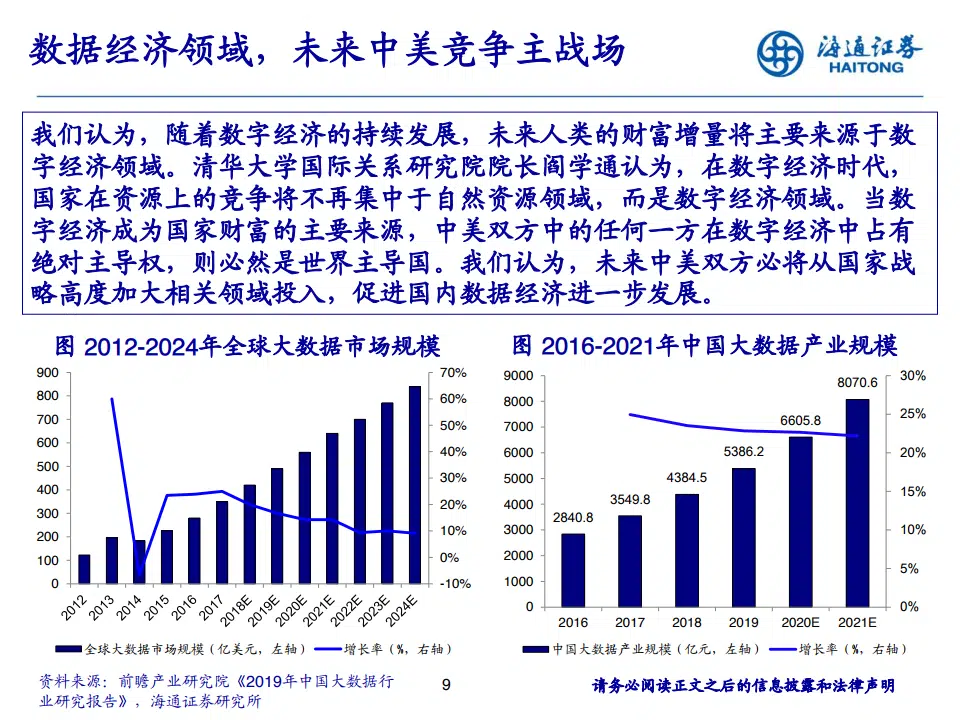 数据经济领域，未来中美竞争主战场
海通证券
HAITONG
我们认为，随着数字经济的持续发展，未来人类的财富增量将主要来源于数
字经济领域。清华大学国际关系研究院院长阎学通认为，在数字经济时代，
国家在资源上的竞争将不再集中于自然资源领域，而是数字经济领域。当数
字经济成为国家财富的主要来源，中美双方中的任何一方在数字经济中占有
绝对主导权，则必然是世界主导国。我们认为，未来中美双方必将从国家战
略高度加大相关领域投入，促进国内数据经济进一步发展。
图 2012-2024年全球大数据市场规模
900
800
700
600
500
400
300
200
100
0
70%
60%
50%
40%
30%
20%
10%
0%
-10%
2012
2013
2014
2015
2016
2017
2018E
2019E
2020E
2021E
2022E
2023E
2024E
全球大数据市场规模（亿美元，左轴）
增长率（%，右轴）
图 2016-2021年中国大数据产业规模
9000
8000
7000
6000
5000
4000
3000
2000
1000
0
2840.8
3549.8
4384.5
5386.2
6605.8
8070.6
30%
25%
20%
15%
10%
5%
0%
2016
2017
2018
2019
2020E
2021E
中国大数据产业规模（亿元，左轴）
增长率（%，右轴）
资料来源：前瞻产业研究院《2019年中国大数据行
业研究报告》，海通证券研究所
9
请务必阅读正文之后的信息披露和法律声明